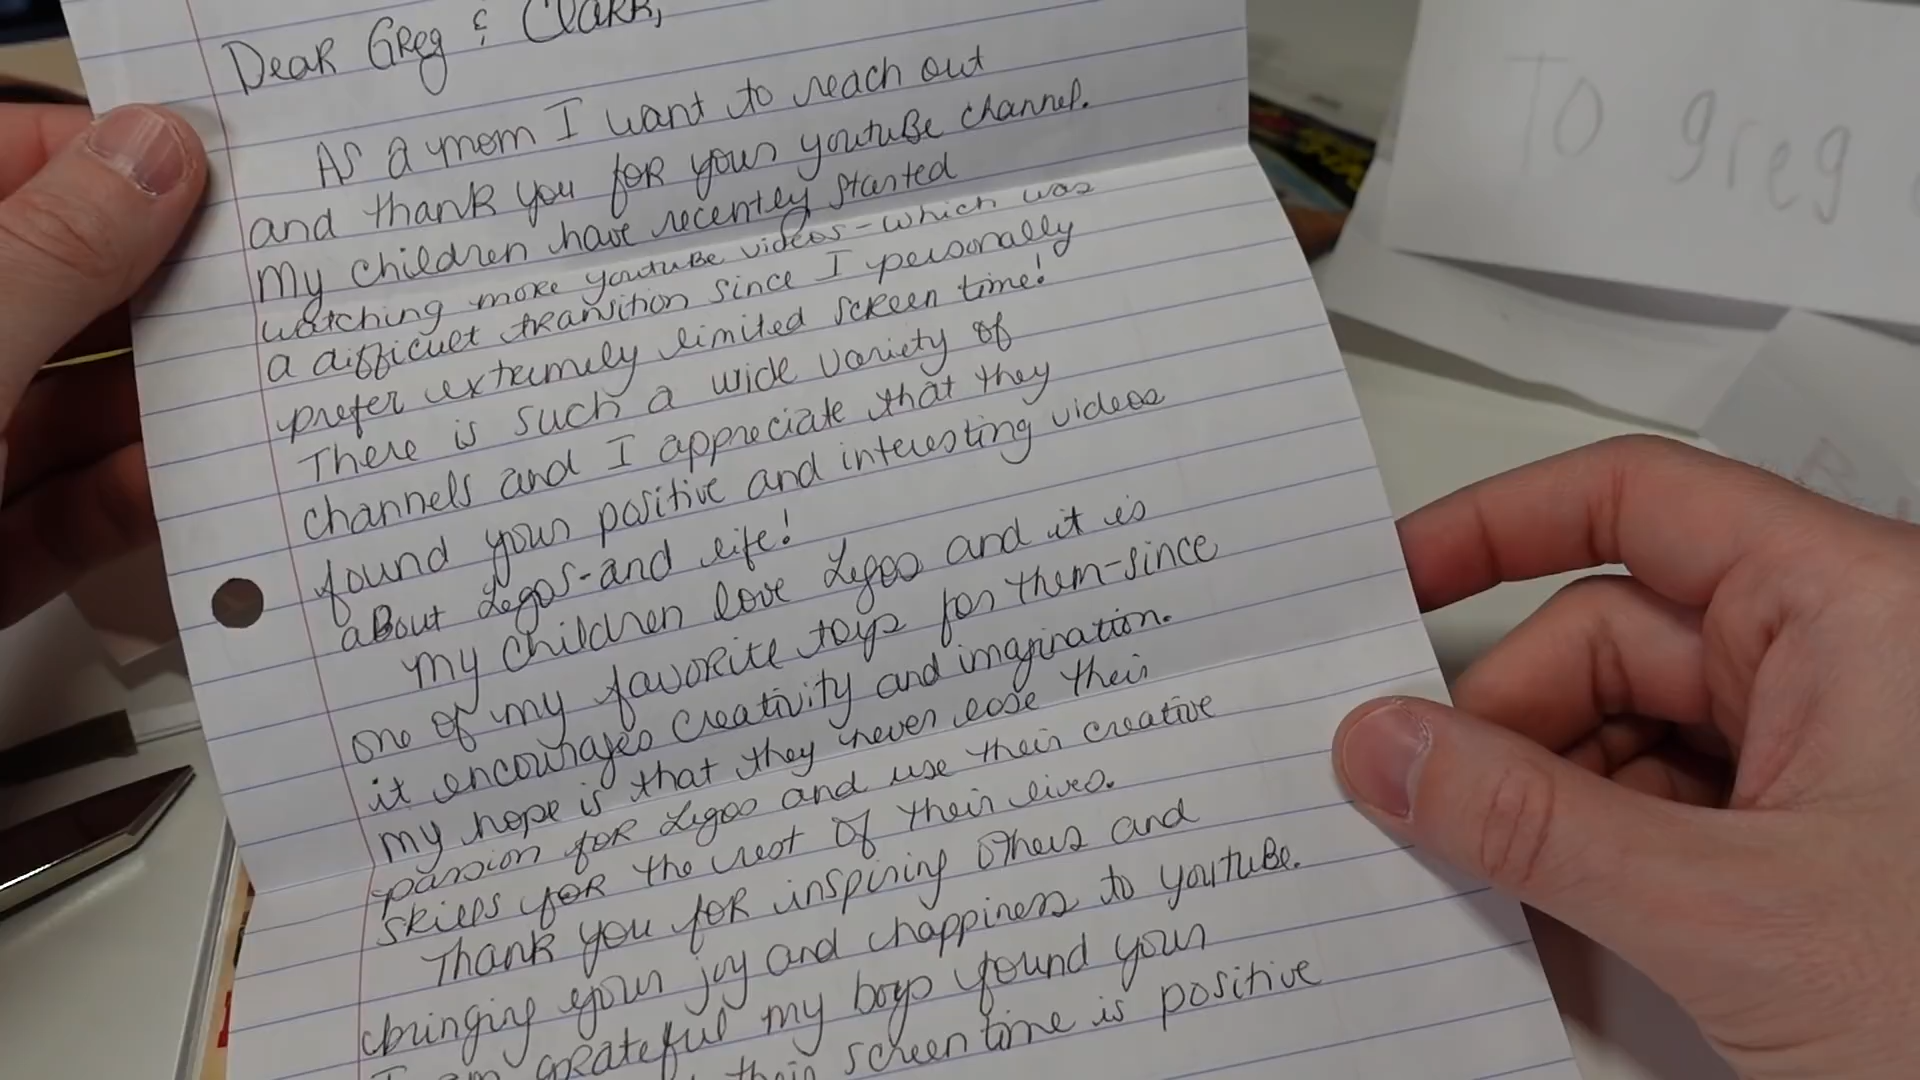 Dear Greg & Clark,
As a mom I want to reach out
and thank you for your youtube channel.
My children have recently started
watching more youtube videos - which was
a difficult transition since I personally
prefer extremely limited screen time!
There is such a wide variety of
channels and I appreciate that they
found your positive and interesting videos
about Legos - and life!
My children love Legos and it is
one of my favorite toys for them - since
it encourages creativity and imagination.
My hope is that they never lose their
passion for Legos and use their creative
skills for the rest of their lives.
Thank you for inspiring others and
bringing your joy and happiness to youtube.
I am grateful my boys found your
their screen time is positive
To greg